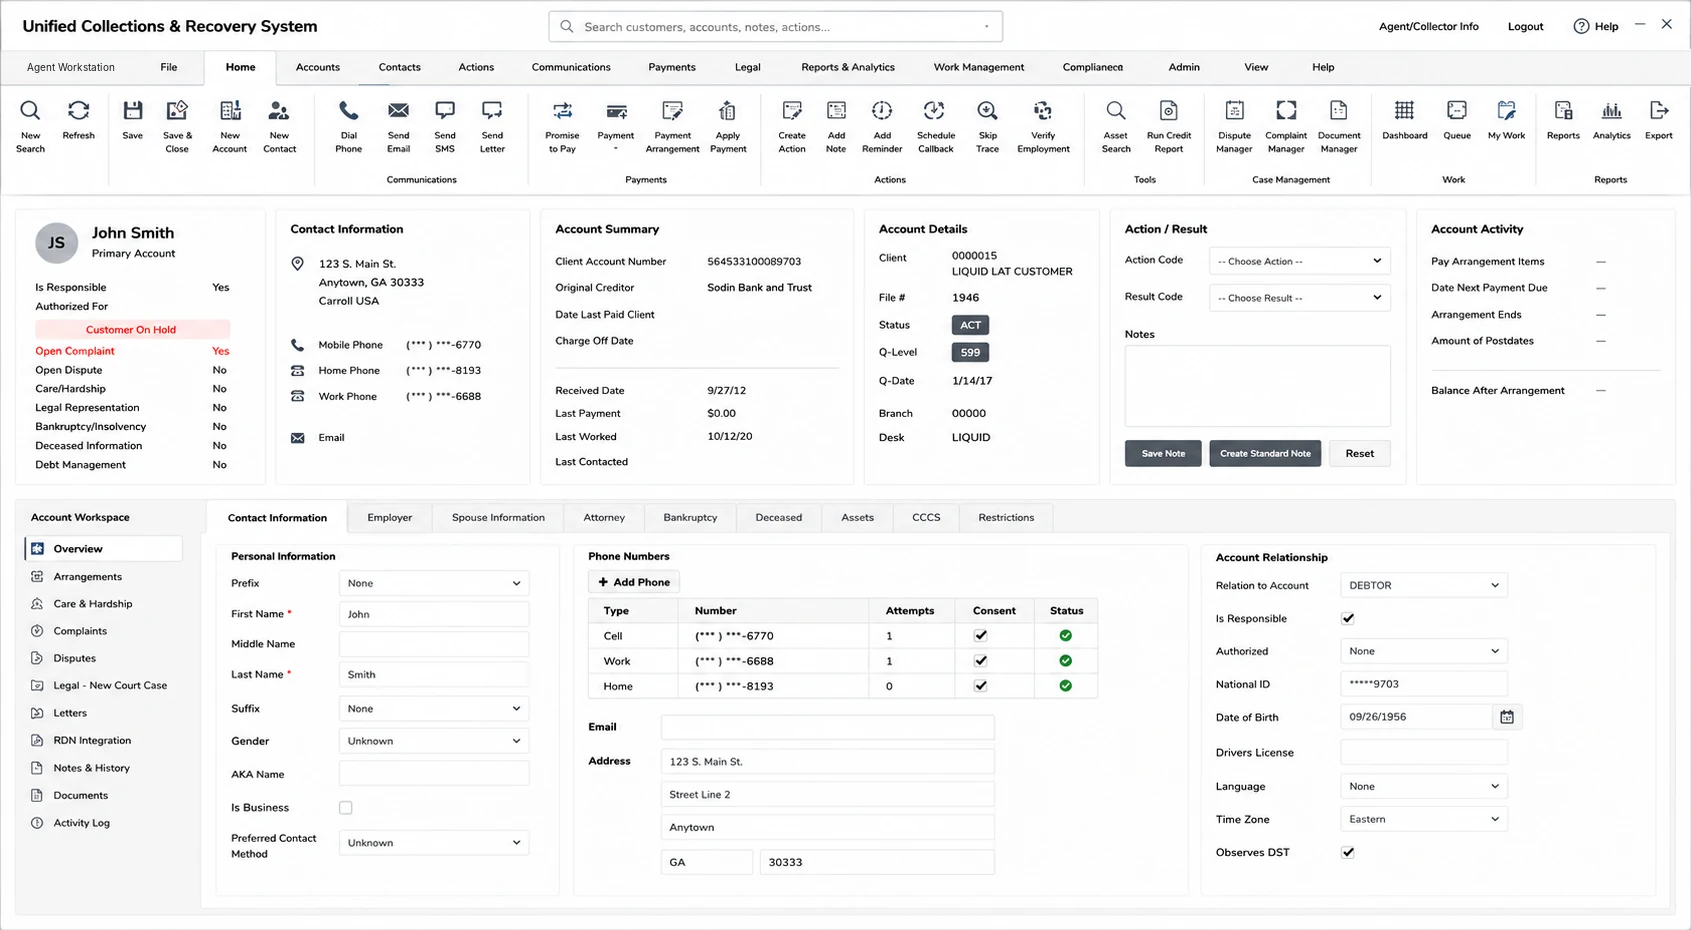 Unified Collections & Recovery System
Search customers, accounts, notes, actions...
Agent/Collector Info
Logout
Help
Agent Workstation
File
Home
Accounts
Contacts
Actions
Communications
Payments
Legal
Reports & Analytics
Work Management
Admin
View
Help
New
Search
Refresh
Save
Save &
Close
New
Account
New
Contact
Dial
Phone
Send
Email
Send
SMS
Send
Letter
Communications
Promise
to Pay
Payment
Payment
Arrangement
Apply
Payment
Payments
Create
Action
Add
Note
Add
Reminder
Schedule
Callback
Skip
Trace
Verify
Employment
Actions
Asset
Search
Run Credit
Report
Tools
Dispute
Manager
Complaint
Manager
Document
Manager
Case Management
Dashboard
Queue
My Work
Work
Reports
Analytics
Export
Reports
JS
John Smith
Primary Account
Is Responsible Yes
Authorized For
Customer On Hold
Open Complaint Yes
Open Dispute No
Care/Hardship No
Legal Representation No
Bankruptcy/Insolvency No
Deceased Information No
Debt Management No
Contact Information
123 S. Main St.
Anytown, GA 30333
Carroll USA
Mobile Phone (*** ) ***-6770
Home Phone (*** ) ***-8193
Work Phone (*** ) ***-6688
Email
Account Summary
Client Account Number 564533100089703
Original Creditor Sodin Bank and Trust
Date Last Paid Client
Charge Off Date
Received Date 9/27/12
Last Payment $0.00
Last Worked 10/12/20
Last Contacted
Account Details
Client 0000015
LIQUID LAT CUSTOMER
File # 1946
Status ACT
Q-Level 599
Q-Date 1/14/17
Branch 00000
Desk LIQUID
Action / Result
Action Code -- Choose Action --
Result Code -- Choose Result --
Notes
Save Note
Create Standard Note
Reset
Account Activity
Pay Arrangement Items —
Date Next Payment Due —
Arrangement Ends —
Amount of Postdates —
Balance After Arrangement —
Account Workspace
Overview
Arrangements
Care & Hardship
Complaints
Disputes
Legal - New Court Case
Letters
RDN Integration
Notes & History
Documents
Activity Log
Contact Information
Employer
Spouse Information
Attorney
Bankruptcy
Deceased
Assets
CCCS
Restrictions
Personal Information
Prefix None
First Name * John
Middle Name
Last Name * Smith
Suffix None
Gender Unknown
AKA Name
Is Business
Preferred Contact
Method
Unknown
Phone Numbers
+ Add Phone
Type Number Attempts Consent Status
Cell (*** ) ***-6770 1
Work (*** ) ***-6688 1
Home (*** ) ***-8193 0
Email
Address 123 S. Main St.
Street Line 2
Anytown
GA 30333
Account Relationship
Relation to Account DEBTOR
Is Responsible
Authorized None
National ID *****9703
Date of Birth 09/26/1956
Drivers License
Language None
Time Zone Eastern
Observes DST